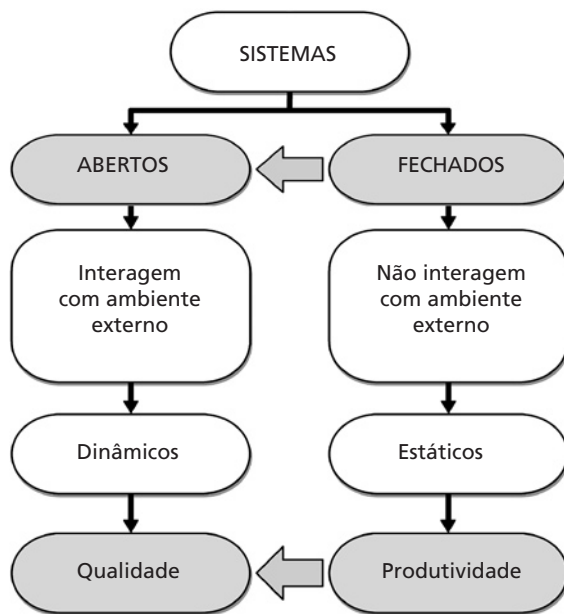 SISTEMAS
ABERTOS
FECHADOS
Interagem
com ambiente
externo
Não interagem
com ambiente
externo
Dinâmicos
Estáticos
Qualidade
Produtividade